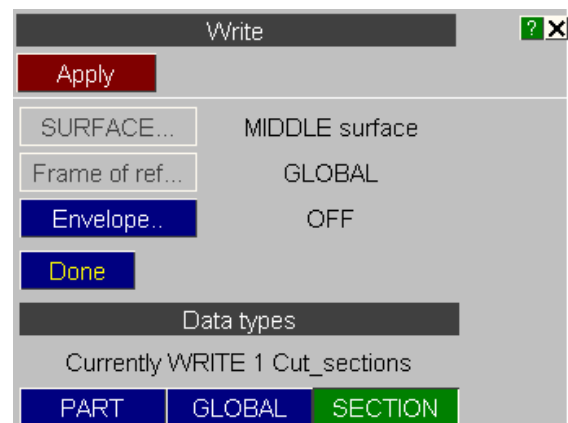 Write
? X
Apply
SURFACE... MIDDLE surface
Frame of ref... GLOBAL
Envelope.. OFF
Done
Data types
Currently WRITE 1 Cut_sections
PART GLOBAL SECTION